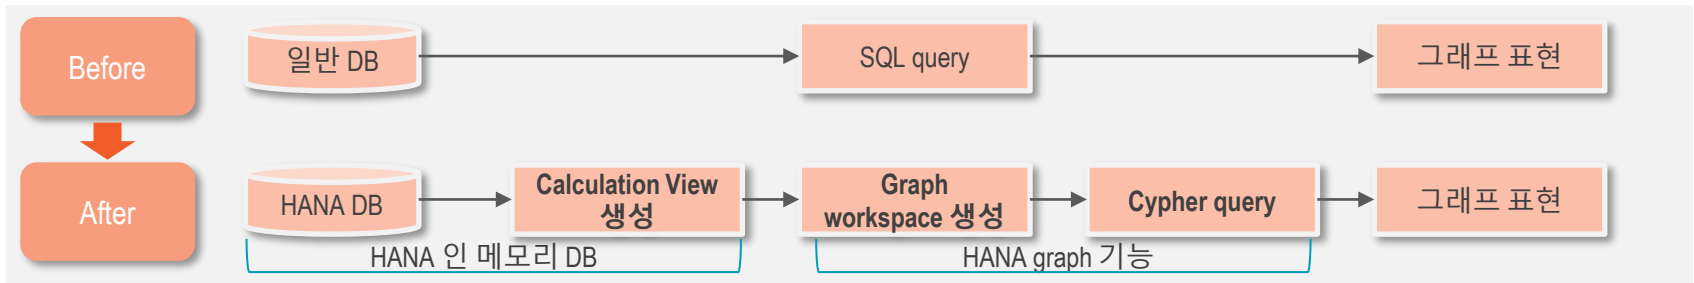 Before
일반 DB
SQL query
그래프 표현
After
HANA DB
Calculation View
생성
Graph
workspace 생성
Cypher query
그래프 표현
HANA 인 메모리 DB
HANA graph 기능